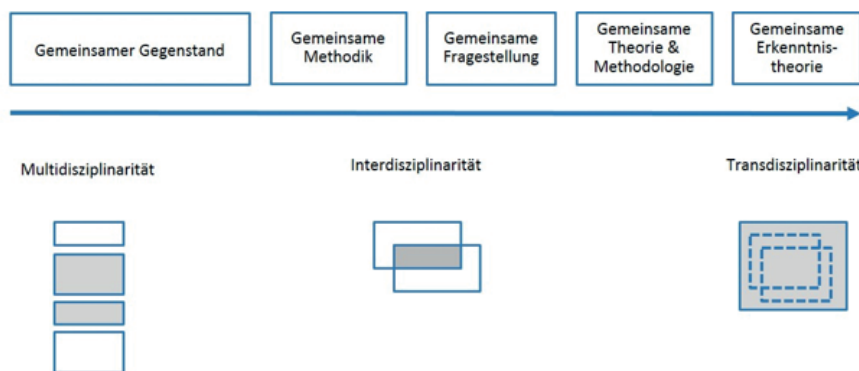 Gemeinsamer Gegenstand
Gemeinsame
Methodik
Gemeinsame
Fragestellung
Gemeinsame
Theorie &
Methodologie
Gemeinsame
Erkenntnis-
theorie
Multidisziplinarität
Interdisziplinarität
Transdisziplinarität